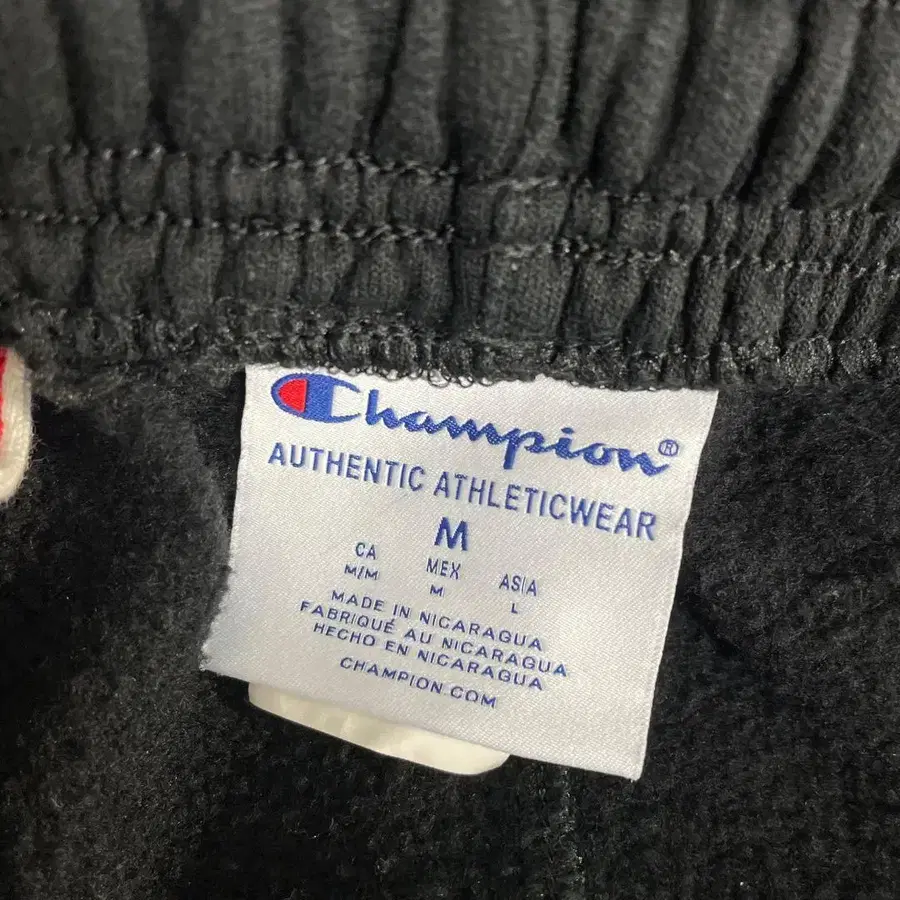 Champion®
AUTHENTIC ATHLETICWEAR
M
CA MEX ASIA
M/M M L
MADE IN NICARAGUA
FABRIQUÉ AU NICARAGUA
HECHO EN NICARAGUA
CHAMPION.COM